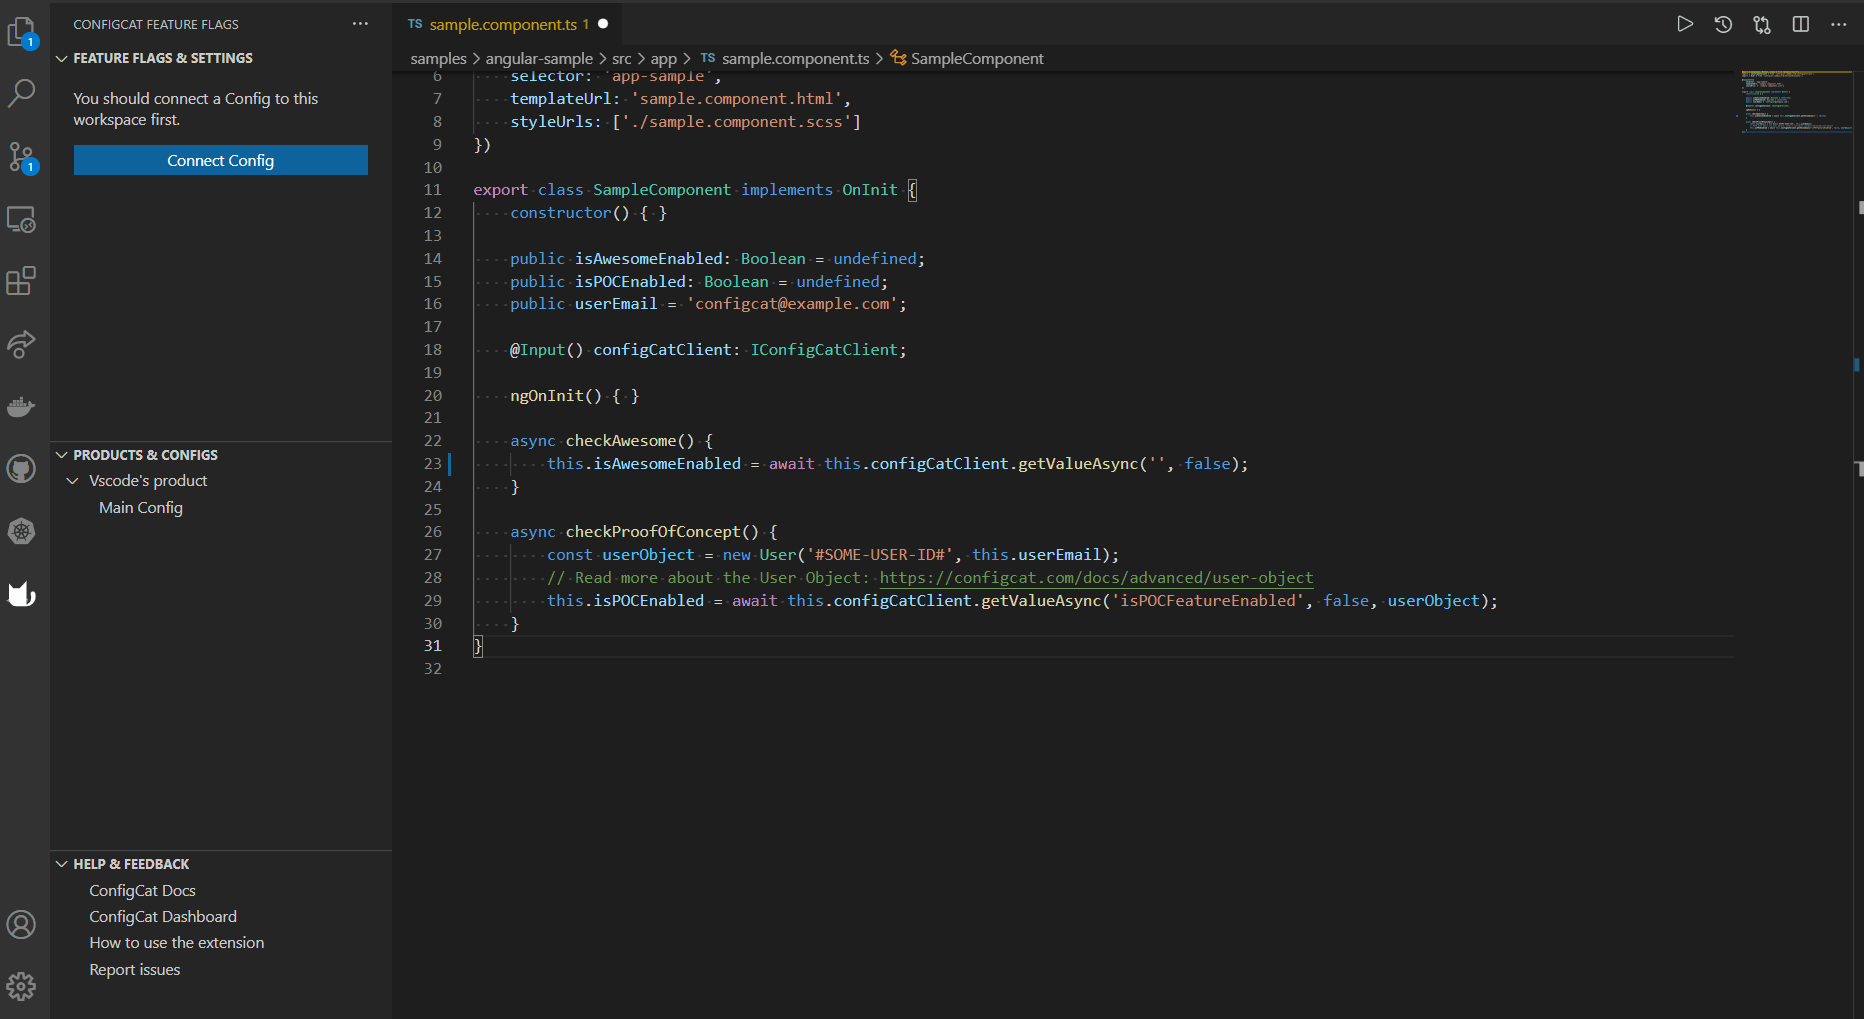 CONFIGCAT FEATURE FLAGS
FEATURE FLAGS & SETTINGS
You should connect a Config to this
workspace first.
Connect Config
PRODUCTS & CONFIGS
Vscode's product
Main Config
HELP & FEEDBACK
ConfigCat Docs
ConfigCat Dashboard
How to use the extension
Report issues
1
1
TS sample.component.ts 1
samples > angular-sample > src > app > TS sample.component.ts > SampleComponent
6 selector: 'app-sample',
7 templateUrl: 'sample.component.html',
8 styleUrls: ['./sample.component.scss']
9 })
10
11 export class SampleComponent implements OnInit {
12 constructor() { }
13
14 public isAwesomeEnabled: Boolean = undefined;
15 public isPOCEnabled: Boolean = undefined;
16 public userEmail = 'configcat@example.com';
17
18 @Input() configCatClient: IConfigCatClient;
19
20 ngOnInit() { }
21
22 async checkAwesome() {
23 this.isAwesomeEnabled = await this.configCatClient.getValueAsync('', false);
24 }
25
26 async checkProofOfConcept() {
27 const userObject = new User('#SOME-USER-ID#', this.userEmail);
28 // Read more about the User Object: https://configcat.com/docs/advanced/user-object
29 this.isPOCEnabled = await this.configCatClient.getValueAsync('isPOCFeatureEnabled', false, userObject);
30 }
31 }
32